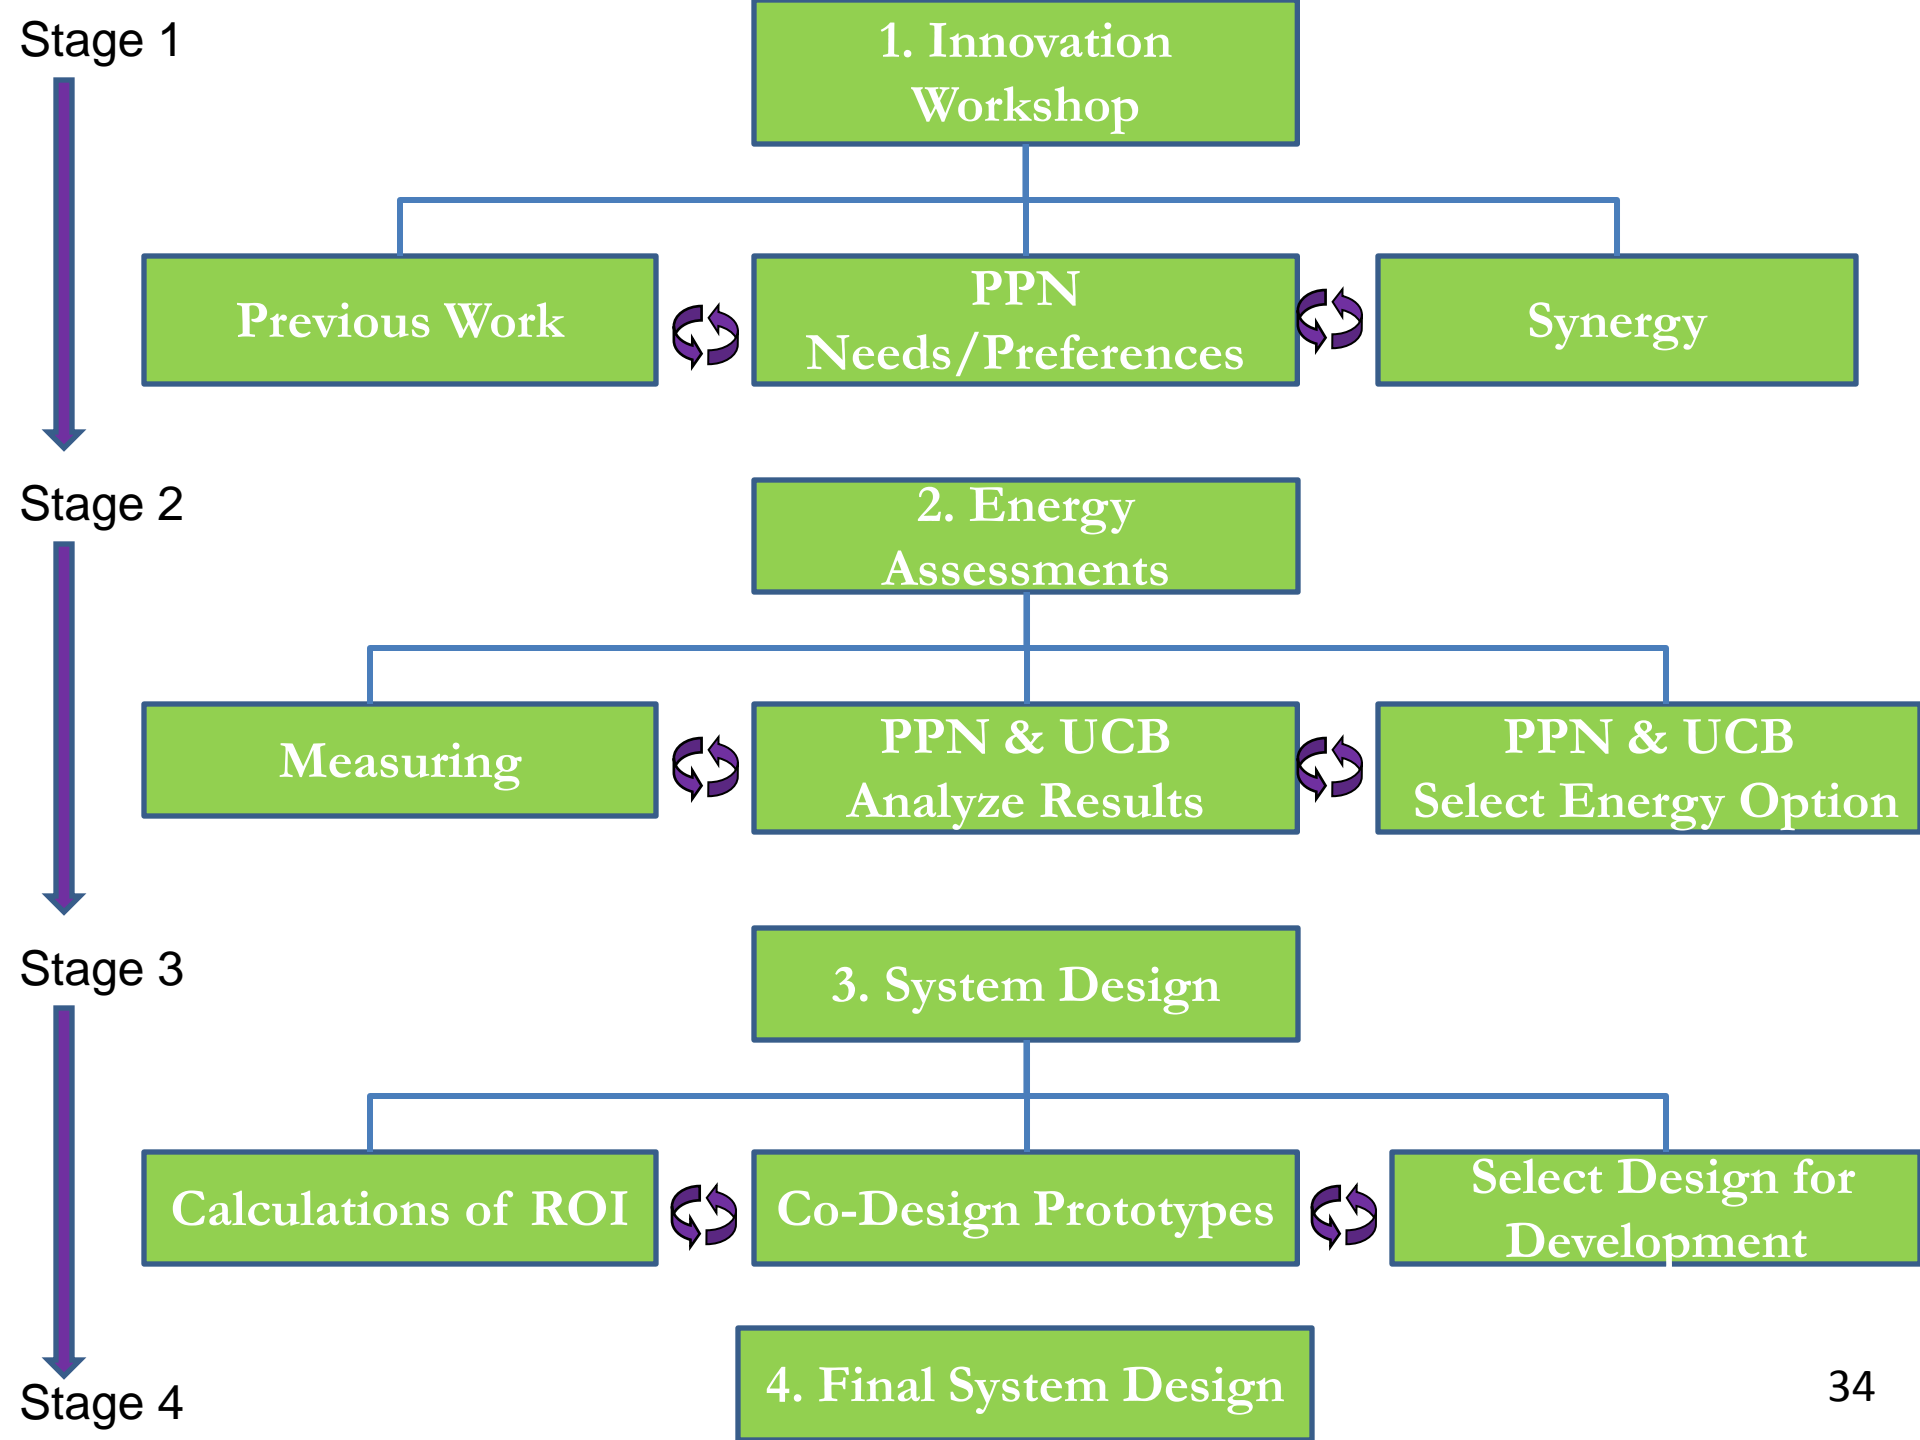 Stage 1
1. Innovation
Workshop
Previous Work
PPN
Needs/Preferences
Synergy
Stage 2
2. Energy
Assessments
Measuring
PPN & UCB
Analyze Results
PPN & UCB
Select Energy Option
Stage 3
3. System Design
Calculations of ROI
Co-Design Prototypes
Select Design for
Development
Stage 4
4. Final System Design
34